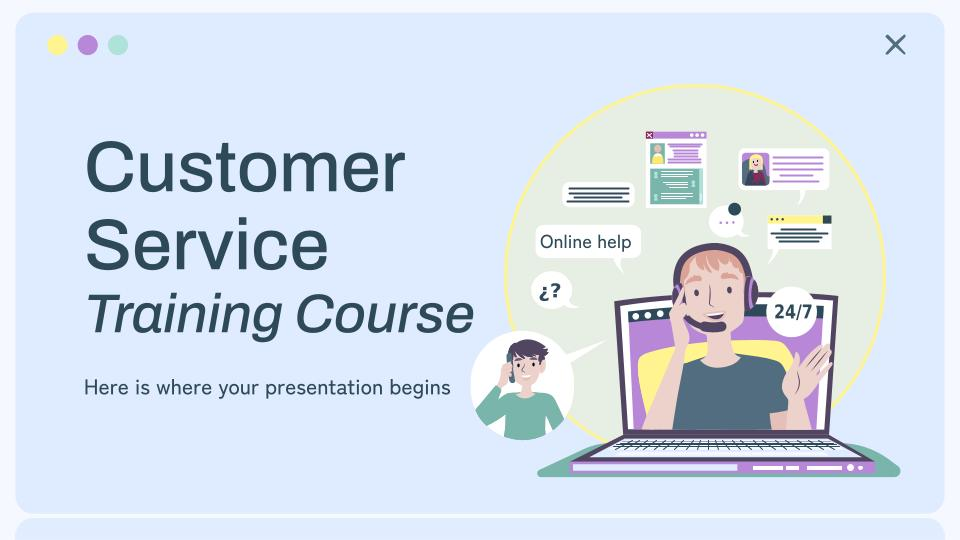 Customer
Service
Training Course
Here is where your presentation begins
Online help
¿?
24/7